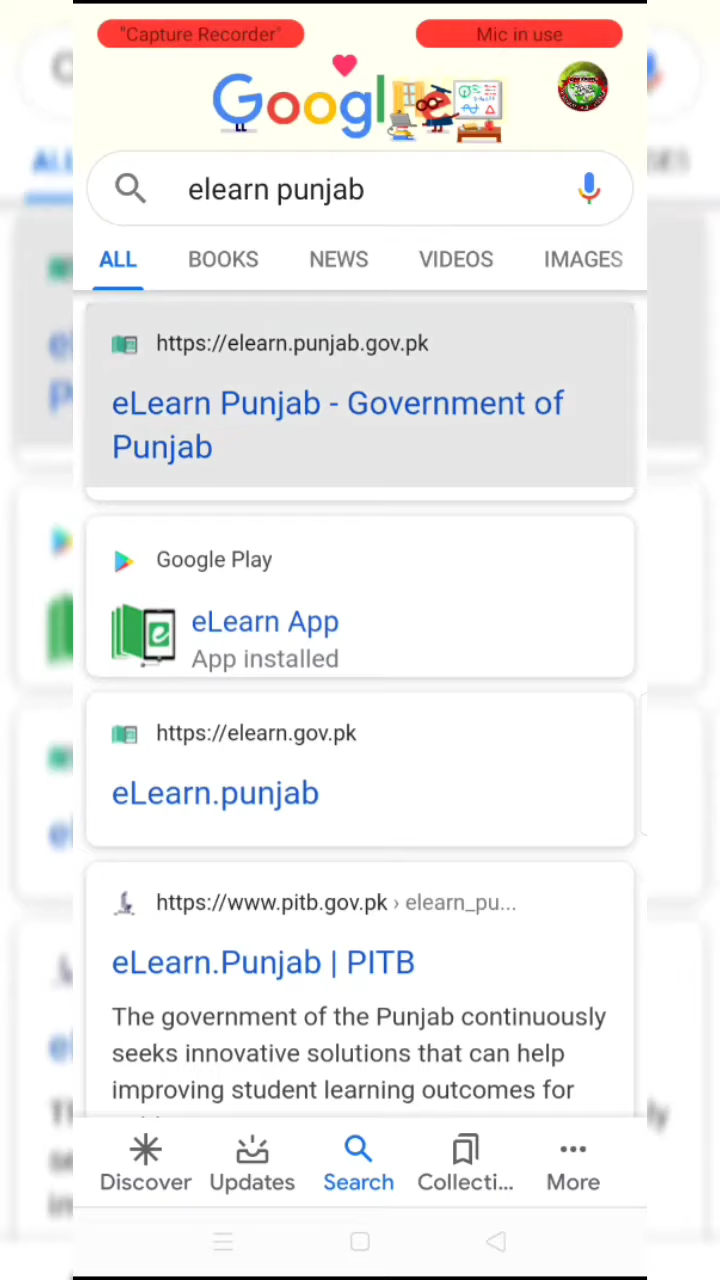 "Capture Recorder"
Mic in use
Googl
elearn punjab
ALL BOOKS NEWS VIDEOS IMAGES
https://elearn.punjab.gov.pk
eLearn Punjab - Government of
Punjab
Google Play
eLearn App
App installed
https://elearn.gov.pk
eLearn.punjab
https://www.pitb.gov.pk › elearn_pu...
eLearn.Punjab | PITB
The government of the Punjab continuously
seeks innovative solutions that can help
improving student learning outcomes for
Discover Updates Search Collecti... More